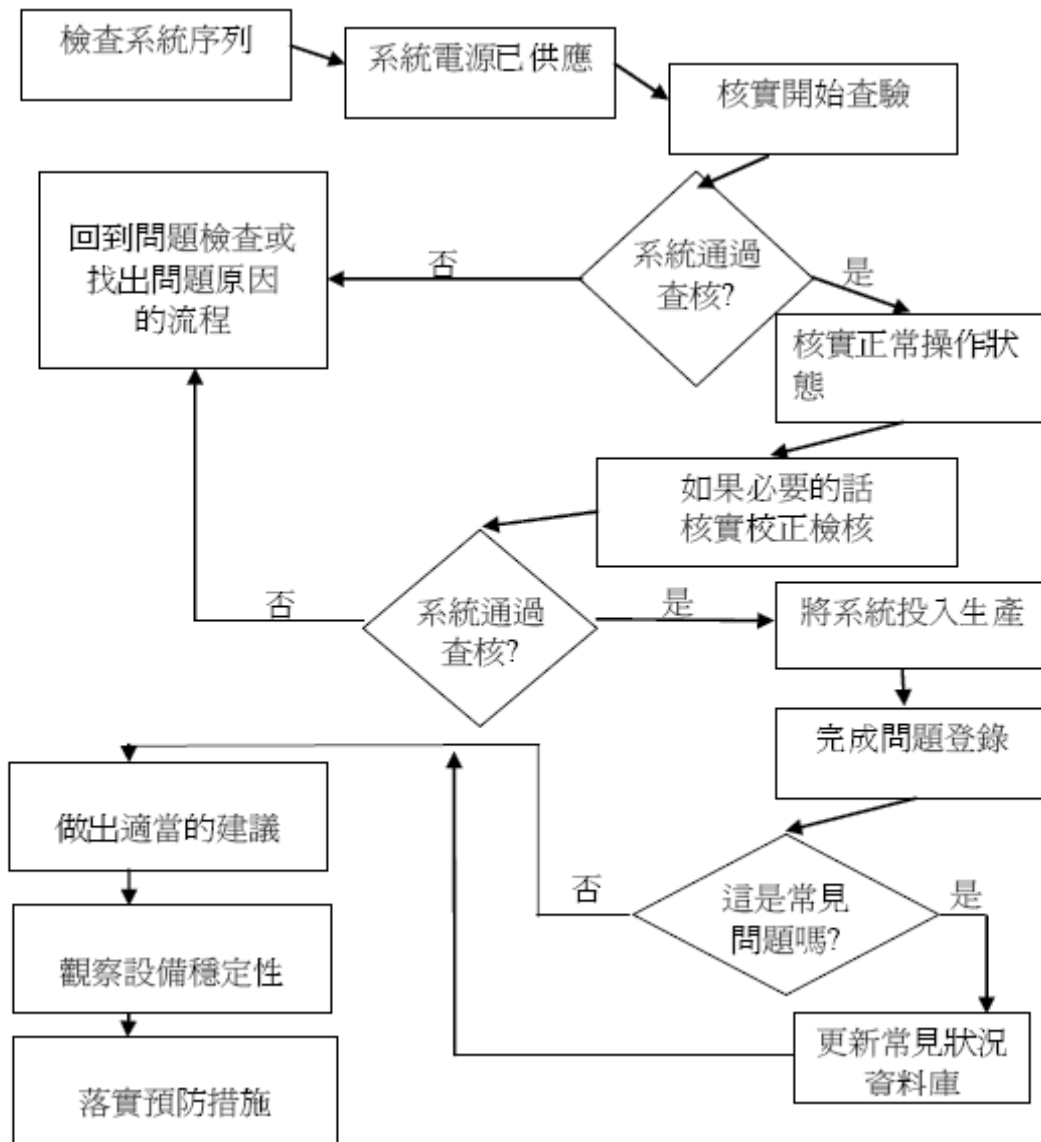 檢查系統序列
系統電源已供應
核實開始查驗
系統通過
查核?
否
是
回到問題檢查或
找出問題原因
的流程
核實正常操作狀
態
如果必要的話
核實校正檢核
系統通過
查核?
否
是
將系統投入生產
完成問題登錄
這是常見
問題嗎?
否
是
更新常見狀況
資料庫
做出適當的建議
觀察設備穩定性
落實預防措施